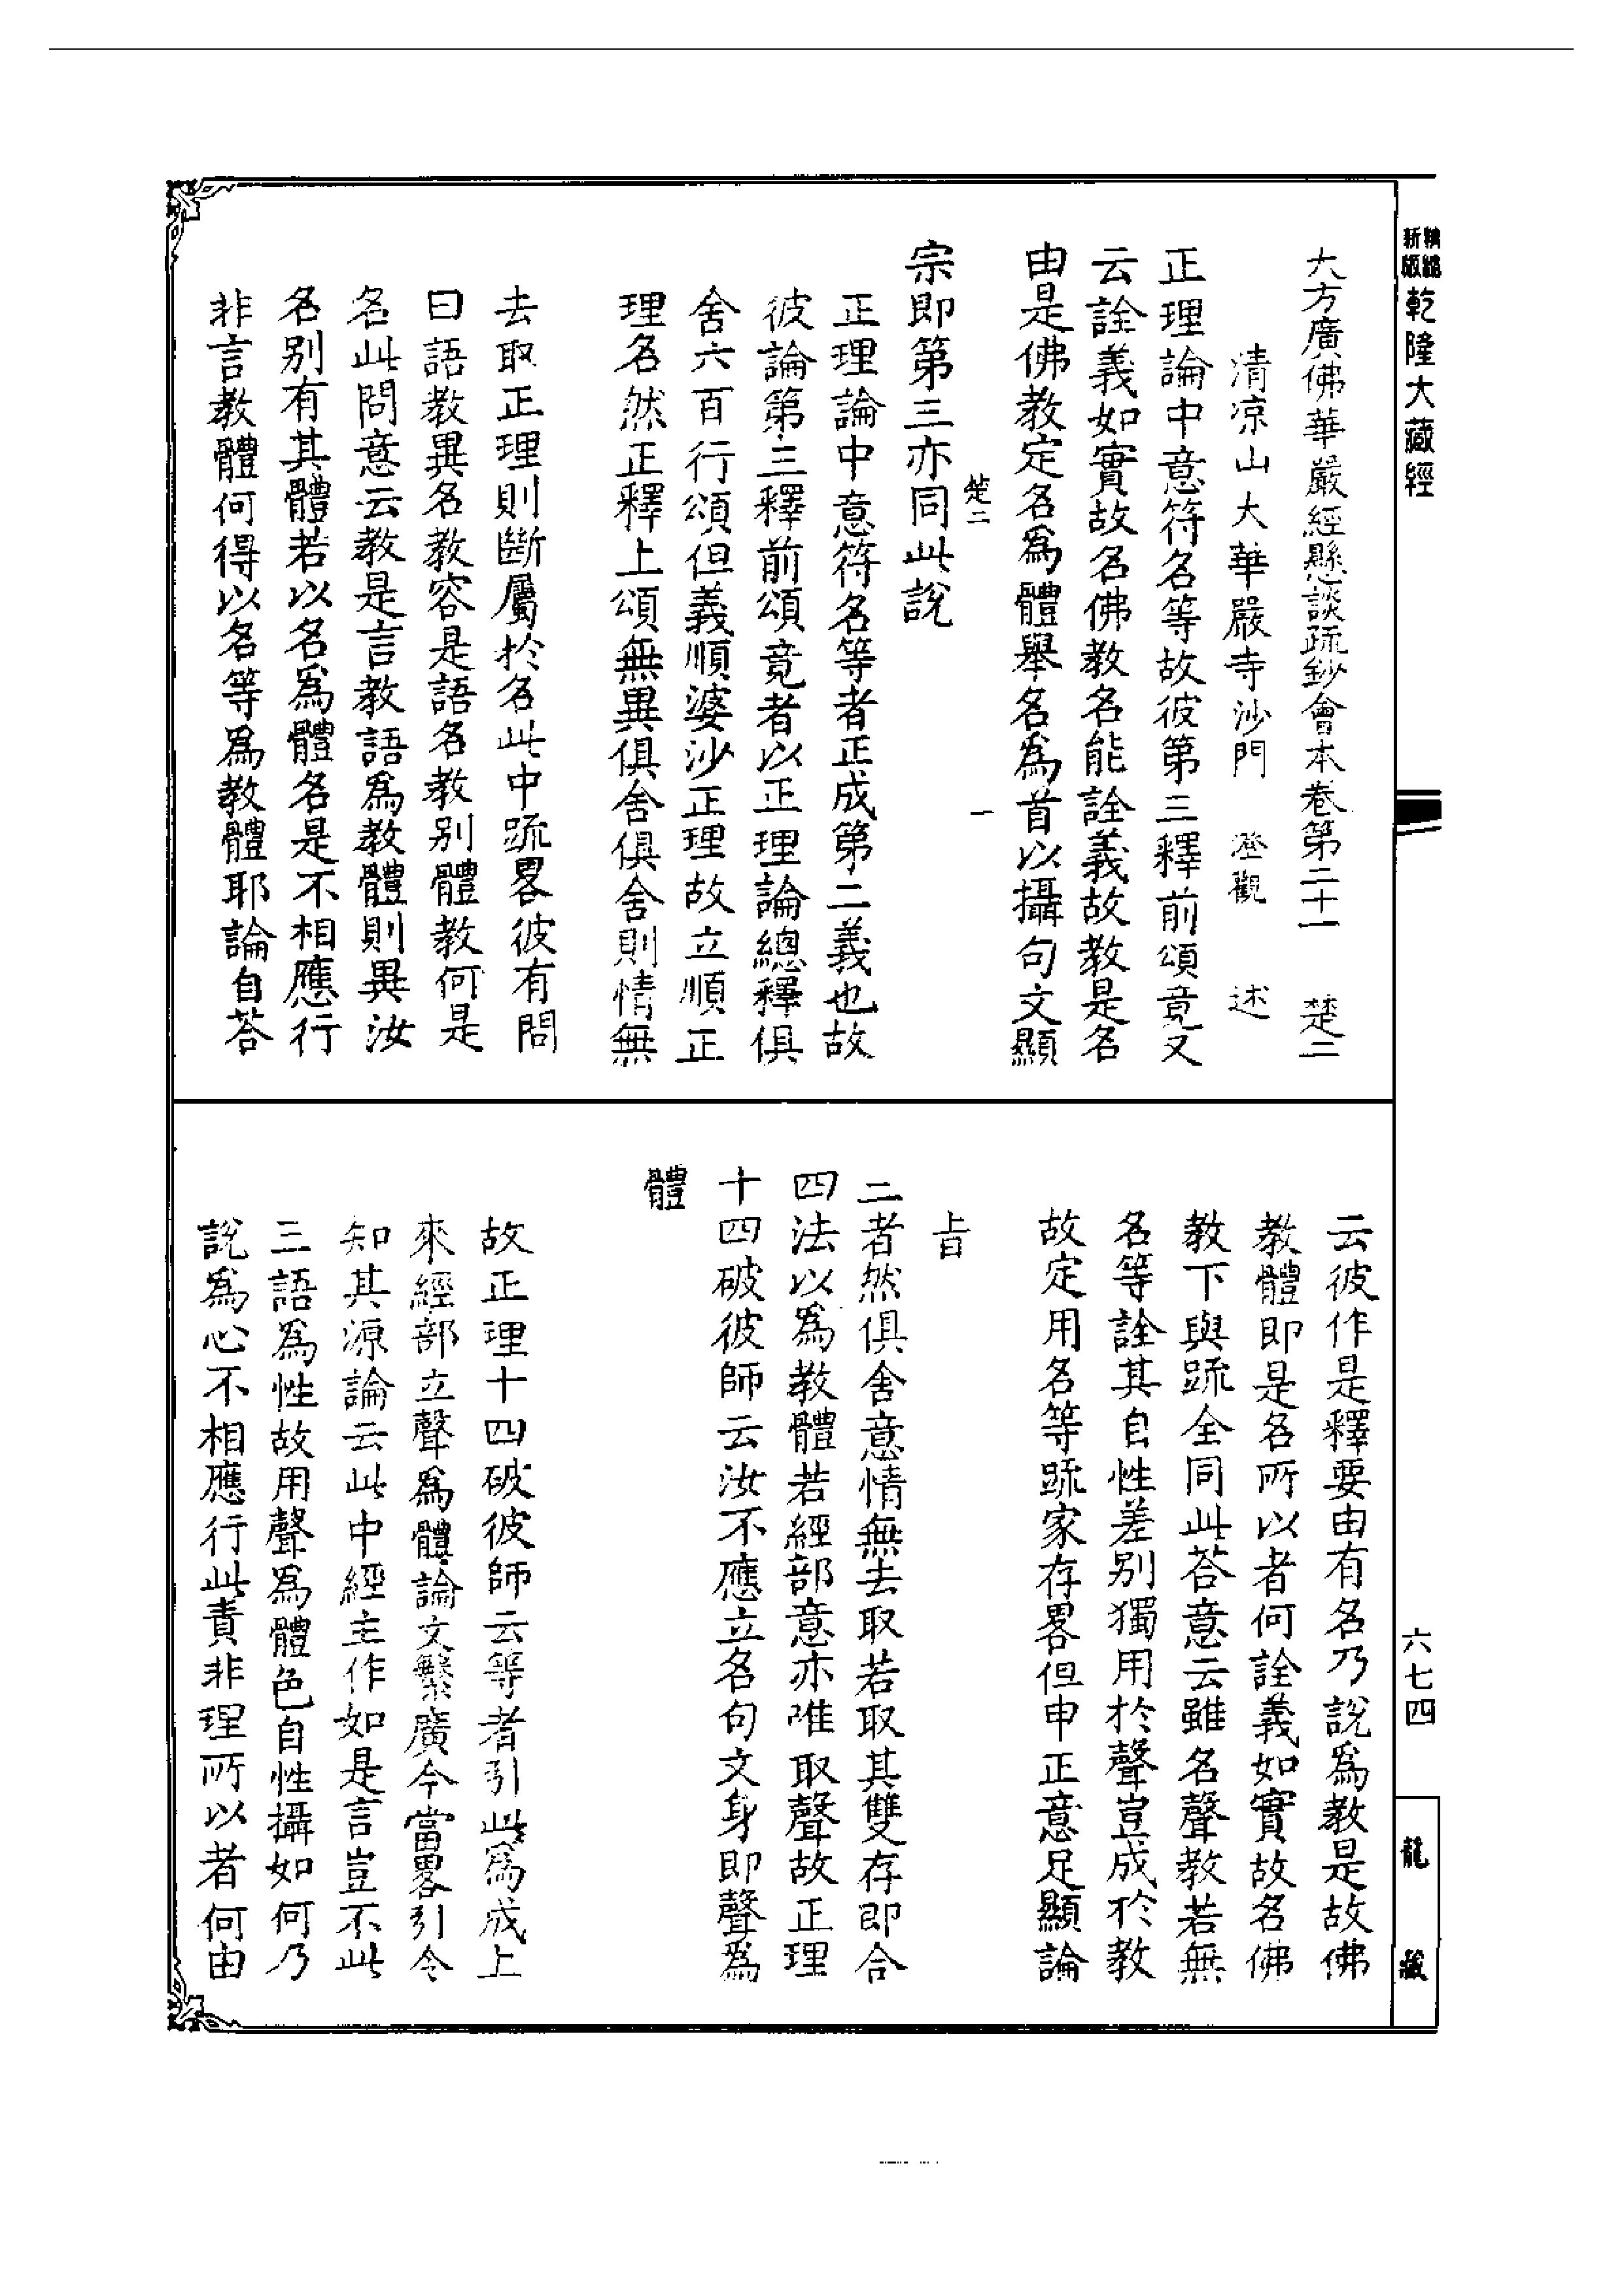 新版 精縮 乾隆大藏經
大方廣佛華嚴經懸談疏鈔會本卷第二十一 楚二
清凉山大華嚴寺沙門 澄觀 述
正理論中意符名等故彼第三釋前頌竟又
云詮義如實故名佛教名能詮義故教是名
由是佛教定名爲體舉名爲首以攝句文顯
楚二 一
宗即第三亦同此說
正理論中意符名等者正成第二義也故
彼論第三釋前頌竟者以正理論總釋俱
舍六百行頌但義順婆沙正理故立順正
理名然正釋上頌無異俱舍俱舍則情無
去取正理則斷屬於名此中疏畧彼有問
曰語教異名教容是語名教别體教何是
名此問意云教是言教語爲教體則異汝
名别有其體若以名爲體名是不相應行
非言教體何得以名等爲教體耶論自荅
云彼作是釋要由有名乃說爲教是故佛
教體即是名所以者何詮義如實故名佛
教下與疏全同此荅意云雖名聲教若無
名等詮其自性差别獨用於聲豈成於教
故定用名等疏家存畧但申正意足顯論
旨
二者然俱舍意情無去取若取其雙存即合
四法以爲教體若經部意亦唯取聲故正理
十四破彼師云汝不應立名句文身即聲爲
體
故正理十四破彼師云等者引此爲成上
來經部立聲爲體論文繁廣今當畧引令
知其源論云此中經主作如是言豈不此
三語爲性故用聲爲體色自性攝如何乃
說爲心不相應行此責非理所以者何由
六七四
龍藏